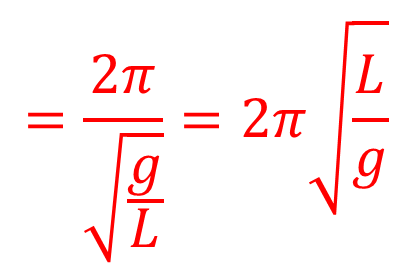 = 2π / √(g/L) = 2π √(L/g)